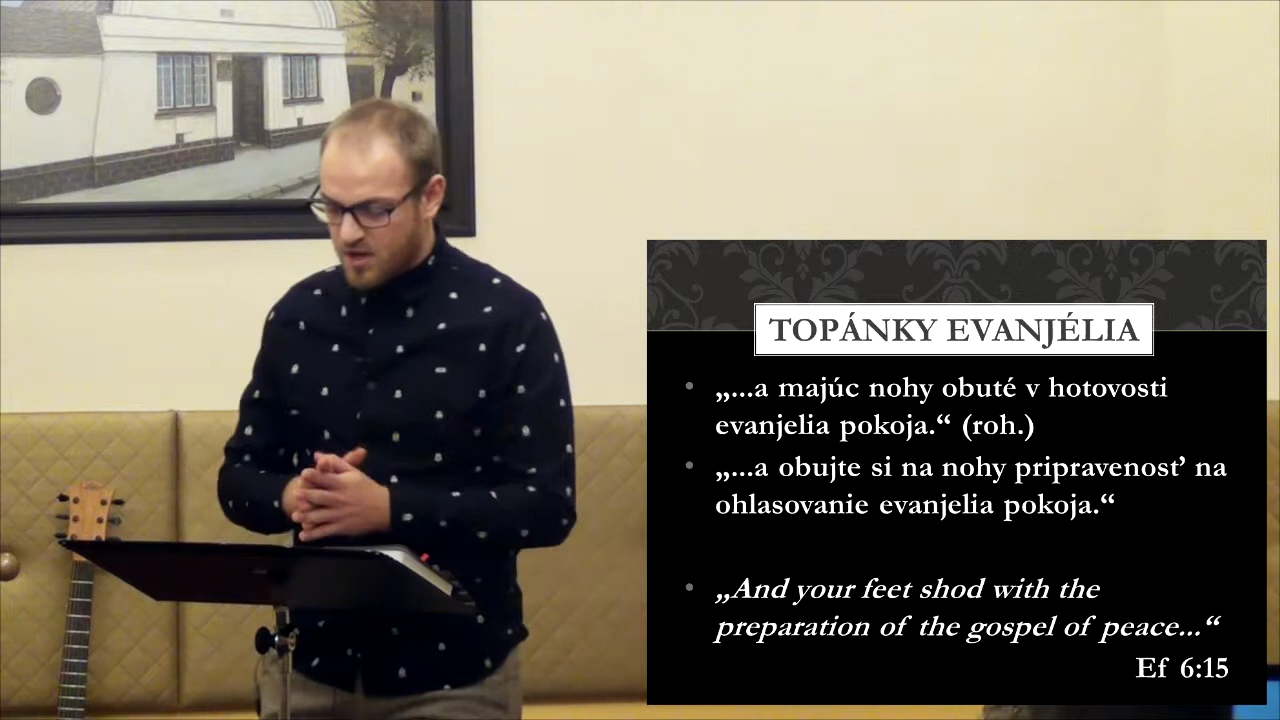 TOPÁNKY EVANJÉLIA
„...a majúc nohy obuté v hotovosti
evanjelia pokoja.“ (roh.)
„...a obujte si na nohy pripravenosť na
ohlasovanie evanjelia pokoja.“
„And your feet shod with the
preparation of the gospel of peace...“
Ef 6:15